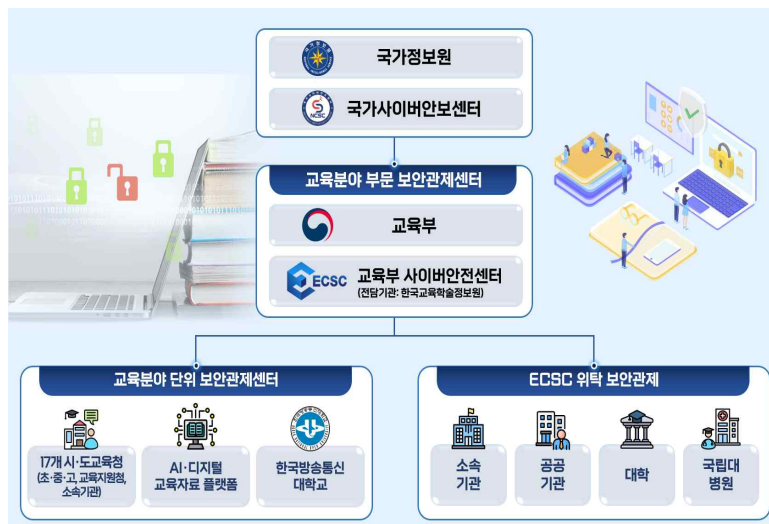 국가정보원
NCSC
국가사이버안보센터
교육분야 부문 보안관제센터
교육부
ECSC
교육부 사이버안전센터
(전담기관: 한국교육학술정보원)
교육분야 단위 보안관제센터
17개 시·도교육청
(초·중·고, 교육지원청,
소속기관)
AI·디지털
교육자료 플랫폼
한국방송통신
대학교
ECSC 위탁 보안관제
소속
기관
공공
기관
대학
국립대
병원